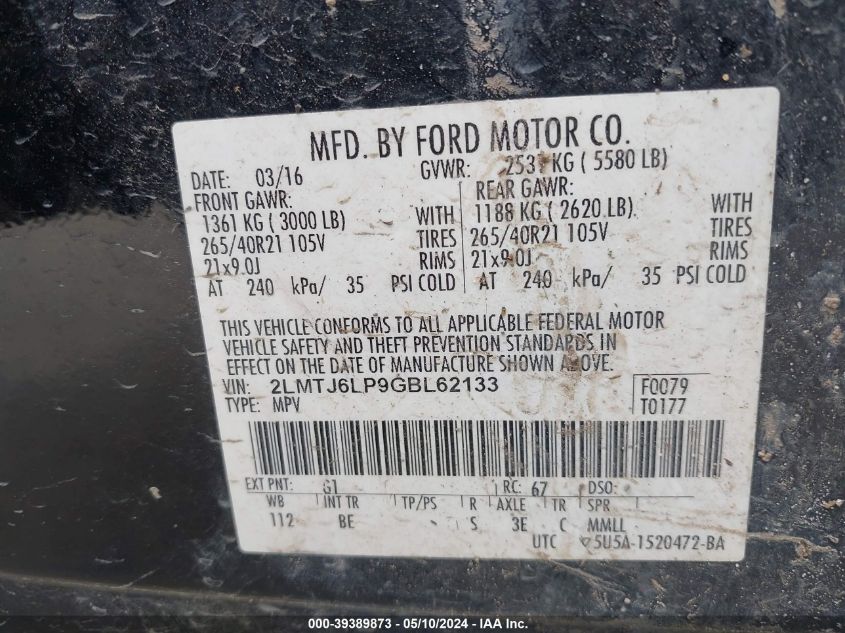 MFD. BY FORD MOTOR CO.
DATE: 03/16 GVWR: 2531 KG ( 5580 LB)
FRONT GAWR: REAR GAWR:
1361 KG ( 3000 LB) WITH 1188 KG ( 2620 LB) WITH
265/40R21 105V TIRES 265/40R21 105V TIRES
21x9.0J RIMS 21x9.0J RIMS
AT 240 kPa/ 35 PSI COLD AT 240 kPa/ 35 PSI COLD
THIS VEHICLE CONFORMS TO ALL APPLICABLE FEDERAL MOTOR
VEHICLE SAFETY AND THEFT PREVENTION STANDARDS IN
EFFECT ON THE DATE OF MANUFACTURE SHOWN ABOVE.
VIN: 2LMTJ6LP9GBL62133 F0079
TYPE: MPV T0177
EXT PNT: G1 RC: 67 DSO:
WB INT TR TP/PS R AXLE TR SPR
112 BE S 3E C MMLL
UTC 5U5A-1520472-BA
000-39389873 - 05/10/2024 - IAA Inc.